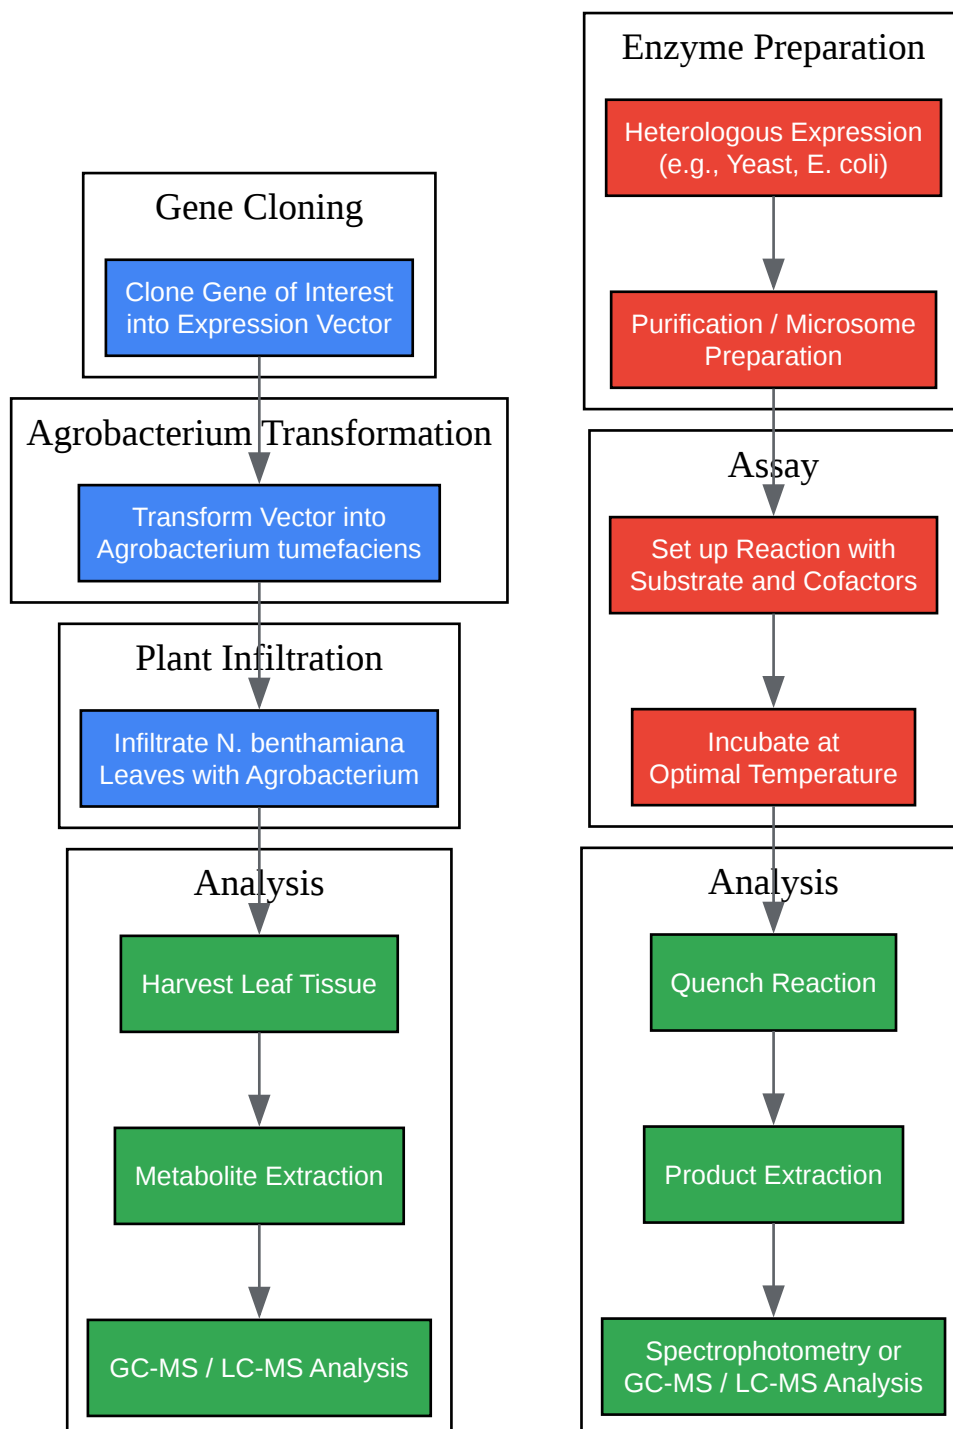 Gene Cloning
Clone Gene of Interest
into Expression Vector
Agrobacterium Transformation
Transform Vector into
Agrobacterium tumefaciens
Plant Infiltration
Infiltrate N. benthamiana
Leaves with Agrobacterium
Analysis
Harvest Leaf Tissue
Metabolite Extraction
GC-MS / LC-MS Analysis
Enzyme Preparation
Heterologous Expression
(e.g., Yeast, E. coli)
Purification / Microsome
Preparation
Assay
Set up Reaction with
Substrate and Cofactors
Incubate at
Optimal Temperature
Analysis
Quench Reaction
Product Extraction
Spectrophotometry or
GC-MS / LC-MS Analysis